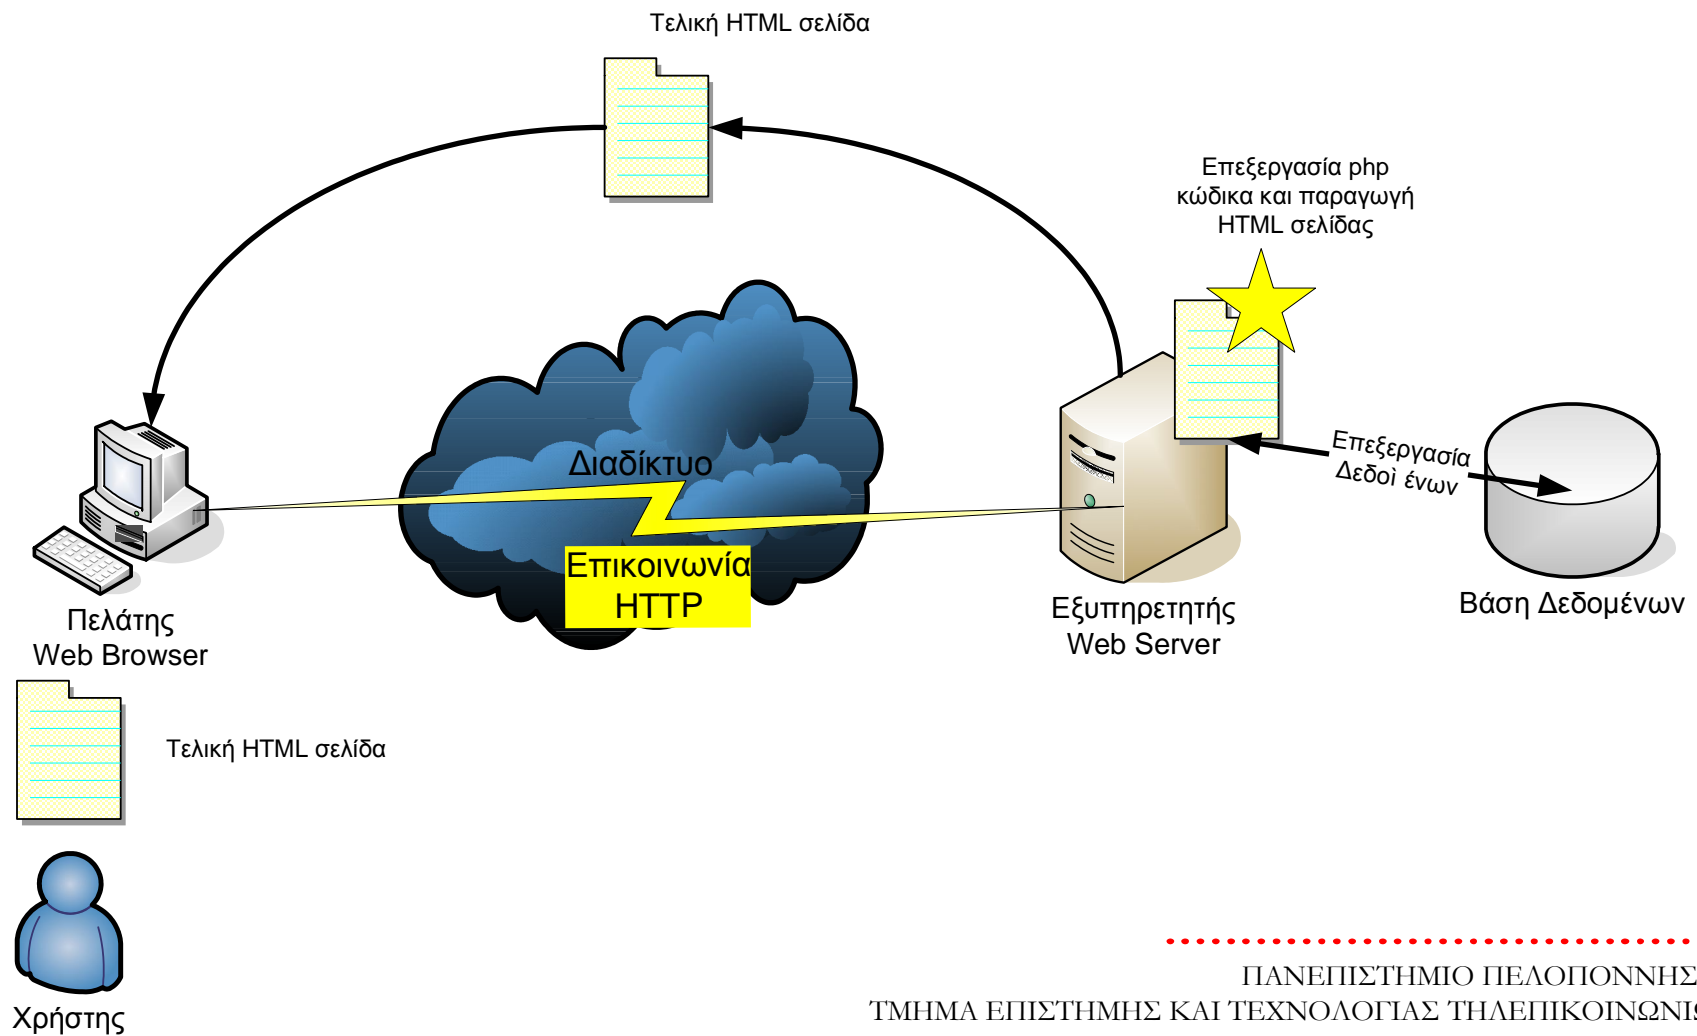 Τελική HTML σελίδα
Επεξεργασία php
κώδικα και παραγωγή
HTML σελίδας
Διαδίκτυο
Επεξεργασία
Δεδοὶ ένων
Επικοινωνία
HTTP
Πελάτης
Web Browser
Εξυπηρετητής
Web Server
Βάση Δεδομένων
Τελική HTML σελίδα
Χρήστης
ΠΑΝΕΠΙΣΤΗΜΙΟ ΠΕΛΟΠΟΝΝΗΣ
ΤΜΗΜΑ ΕΠΙΣΤΗΜΗΣ ΚΑΙ ΤΕΧΝΟΛΟΓΙΑΣ ΤΗΛΕΠΙΚΟΙΝΩΝΙΩ